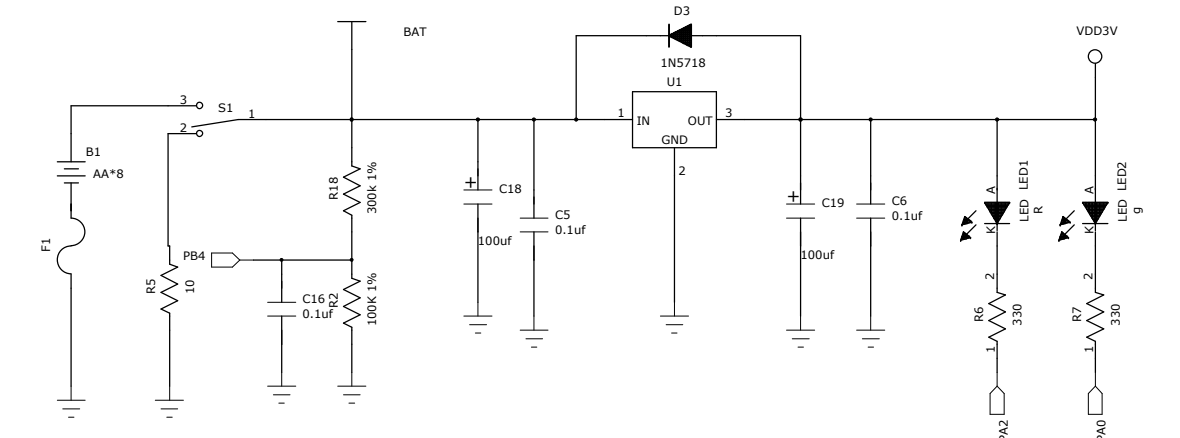 D3
1N5718
BAT
VDD3V
U1
3
S1
1
2
1
IN
OUT
3
GND
2
B1
AA*8
F1
R18
300k 1%
C18
+
100uf
C5
0.1uf
+
C19
100uf
C6
0.1uf
A
LED1
LED
R
K
A
LED2
LED
g
K
PB4
R5
10
C16
0.1uf
R2
100K 1%
2
R6
330
1
2
R7
330
1
PA2
PA0